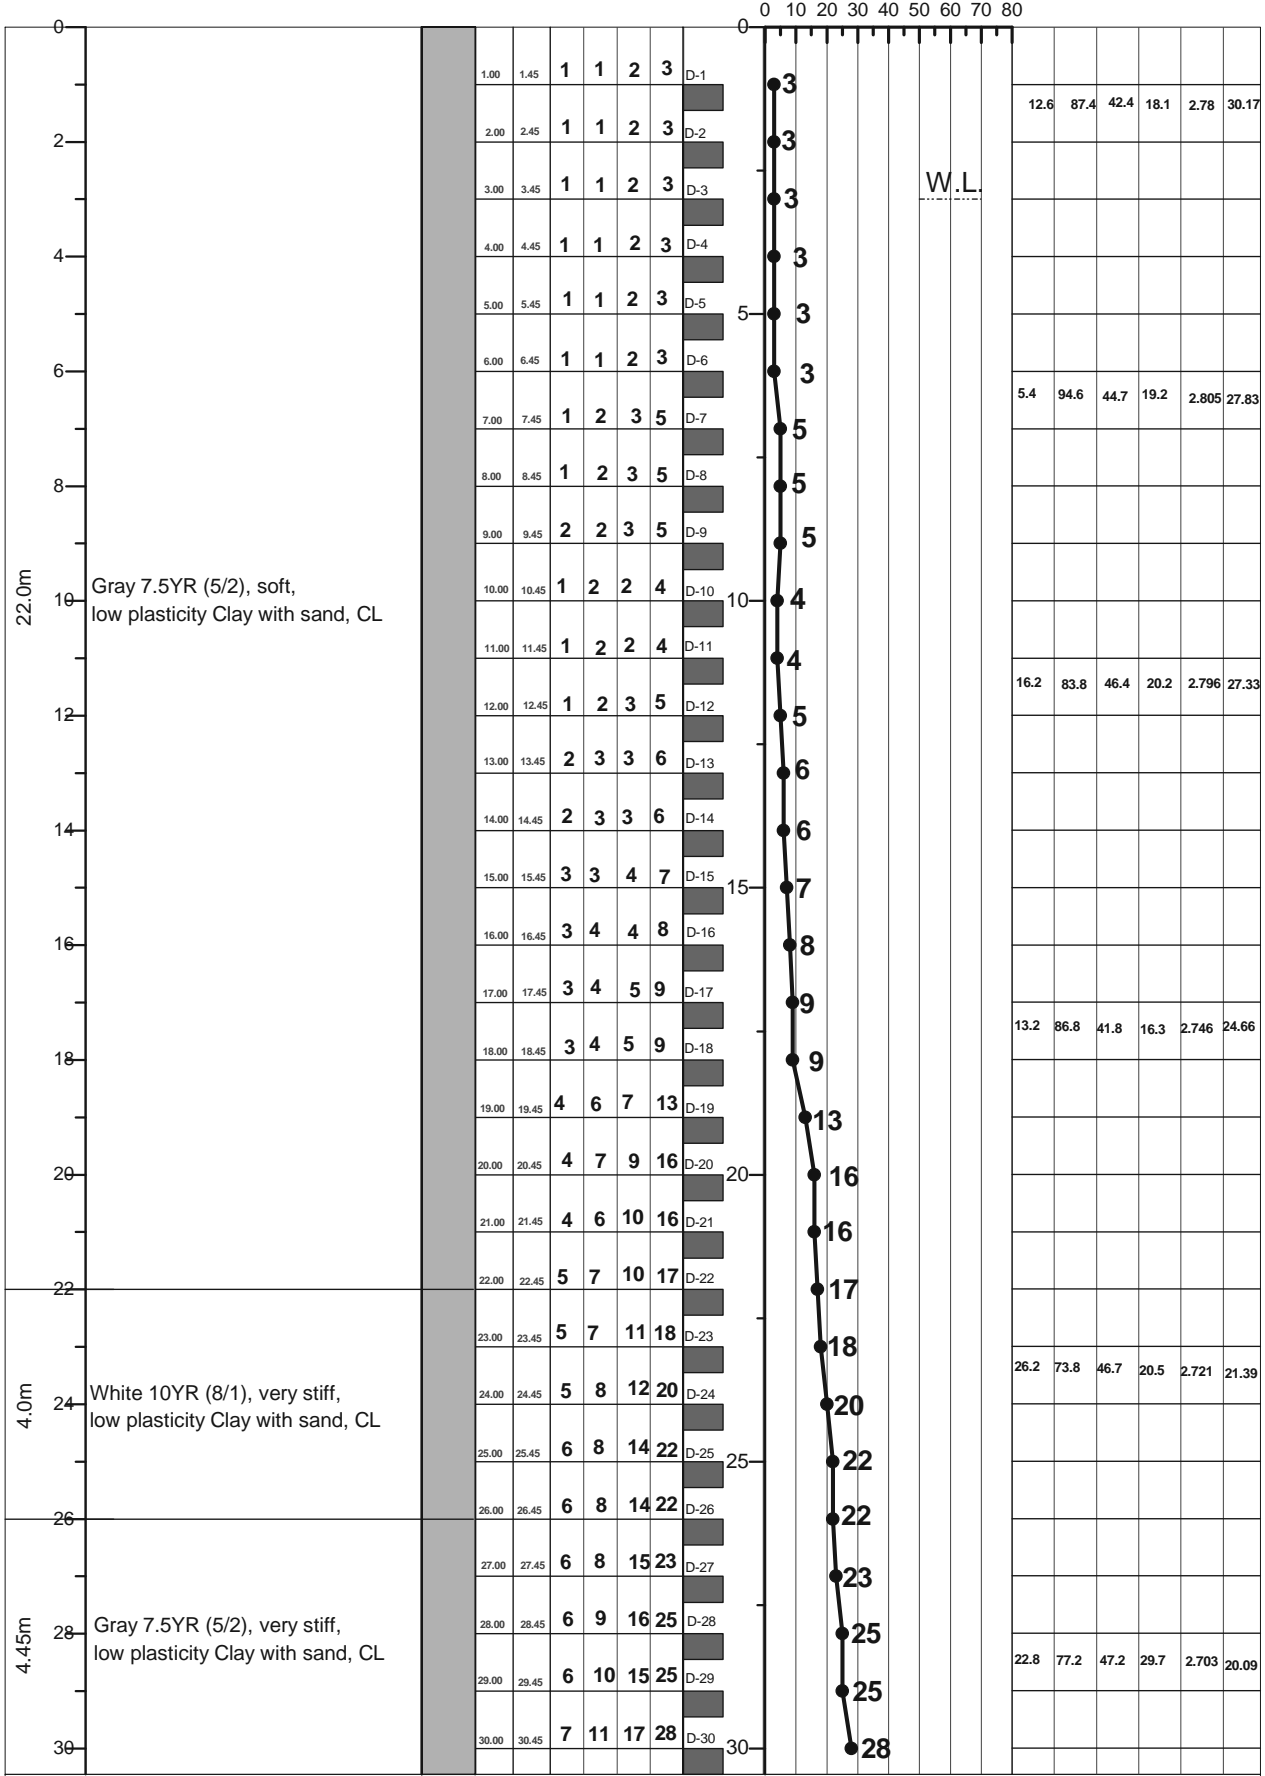 0 10 20 30 40 50 60 70 80
0 0
1.00 1.45 1 1 2 3 D-1 3
12.6 87.4 42.4 18.1 2.78 30.17
2 2.00 2.45 1 1 2 3 D-2 3
W.L.
3.00 3.45 1 1 2 3 D-3 3
4 4.00 4.45 1 1 2 3 D-4 3
5.00 5.45 1 1 2 3 D-5 5 3
6 6.00 6.45 1 1 2 3 D-6 3
5.4 94.6 44.7 19.2 2.805 27.83
7.00 7.45 1 2 3 5 D-7 5
8 8.00 8.45 1 2 3 5 D-8 5
9.00 9.45 2 2 3 5 D-9 5
22.0m
Gray 7.5YR (5/2), soft,
low plasticity Clay with sand, CL
10 10.00 10.45 1 2 2 4 D-10 10 4
11.00 11.45 1 2 2 4 D-11 4
16.2 83.8 46.4 20.2 2.796 27.33
12 12.00 12.45 1 2 3 5 D-12 5
13.00 13.45 2 3 3 6 D-13 6
14 14.00 14.45 2 3 3 6 D-14 6
15.00 15.45 3 3 4 7 D-15 15 7
16 16.00 16.45 3 4 4 8 D-16 8
17.00 17.45 3 4 5 9 D-17 9
13.2 86.8 41.8 16.3 2.746 24.66
18 18.00 18.45 3 4 5 9 D-18 9
19.00 19.45 4 6 7 13 D-19 13
20 20.00 20.45 4 7 9 16 D-20 20 16
21.00 21.45 4 6 10 16 D-21 16
22 22.00 22.45 5 7 10 17 D-22 17
23.00 23.45 5 7 11 18 D-23 18
26.2 73.8 46.7 20.5 2.721 21.39
4.0m
White 10YR (8/1), very stiff,
low plasticity Clay with sand, CL
24 24.00 24.45 5 8 12 20 D-24 20
25.00 25.45 6 8 14 22 D-25 25 22
26 26.00 26.45 6 8 14 22 D-26 22
27.00 27.45 6 8 15 23 D-27 23
4.45m
Gray 7.5YR (5/2), very stiff,
low plasticity Clay with sand, CL
28 28.00 28.45 6 9 16 25 D-28 25
22.8 77.2 47.2 29.7 2.703 20.09
29.00 29.45 6 10 15 25 D-29 25
30 30.00 30.45 7 11 17 28 D-30 30 28